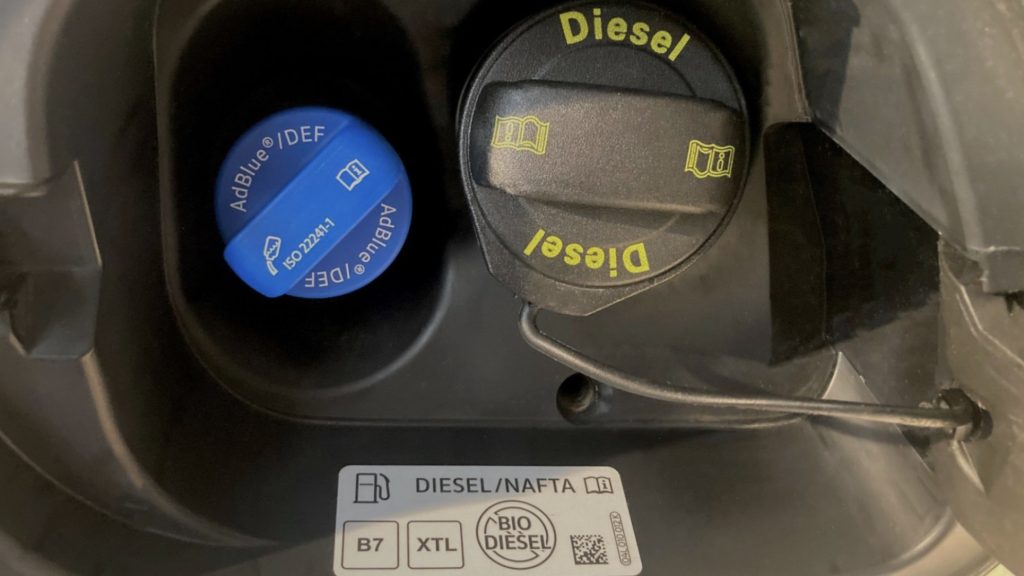 AdBlue®/DEF
ISO 22241-1
AdBlue®/DEF
Diesel
Diesel
DIESEL/NAFTA
B7
XTL
BIO
DIESEL